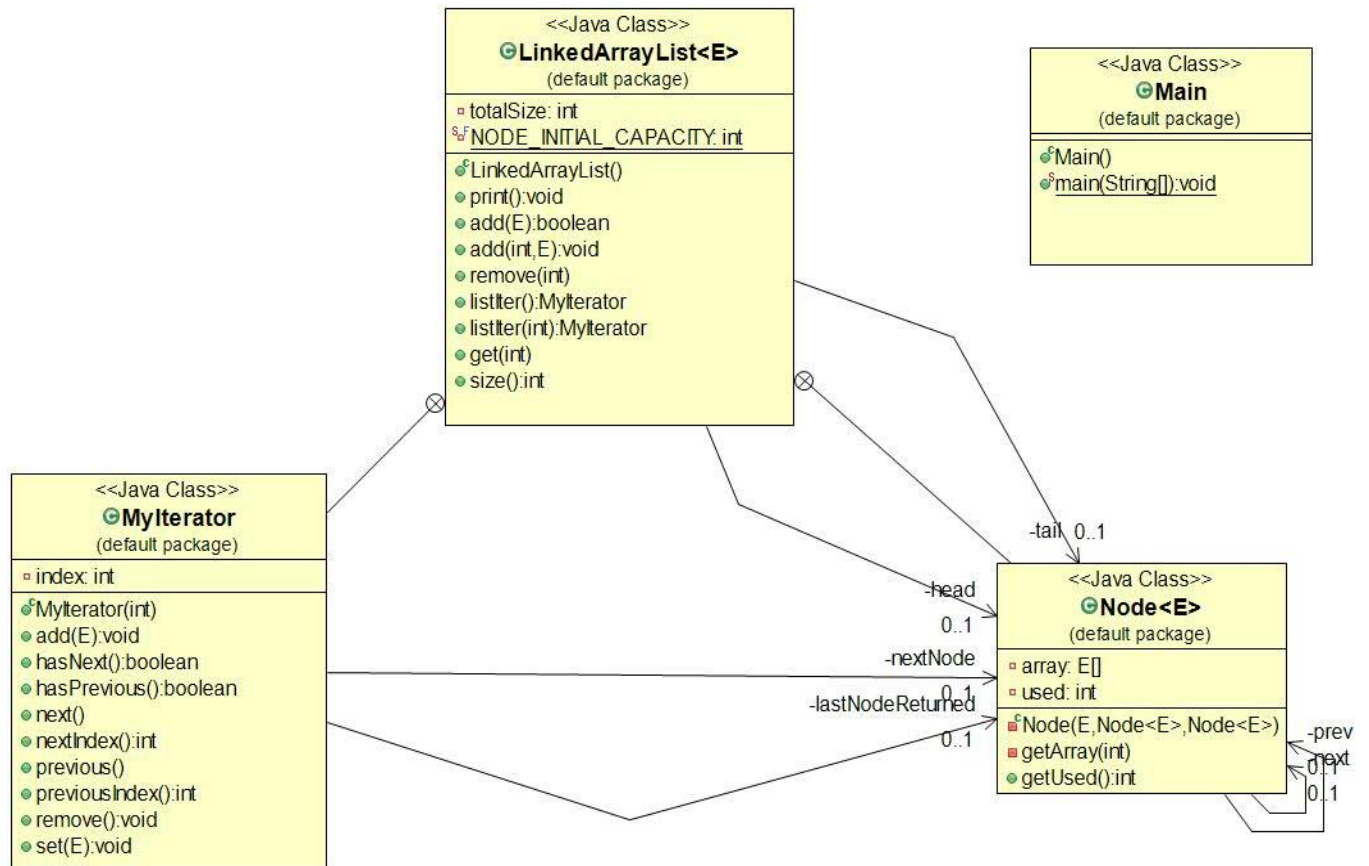 <<Java Class>>
LinkedArrayList<E>
(default package)
totalSize: int
NODE_INITIAL_CAPACITY: int
LinkedArrayList()
print():void
add(E):boolean
add(int,E):void
remove(int)
listIter():MyIterator
listIter(int):MyIterator
get(int)
size():int
<<Java Class>>
Main
(default package)
Main()
main(String[]):void
<<Java Class>>
MyIterator
(default package)
index: int
MyIterator(int)
add(E):void
hasNext():boolean
hasPrevious():boolean
next()
nextIndex():int
previous()
previousIndex():int
remove():void
set(E):void
-tail 0..1
-head
0..1
-nextNode
0..1
-lastNodeReturned
0..1
<<Java Class>>
Node<E>
(default package)
array: E[]
used: int
Node(E,Node<E>,Node<E>)
getArray(int)
getUsed():int
-prev
-next
0..1
0..1